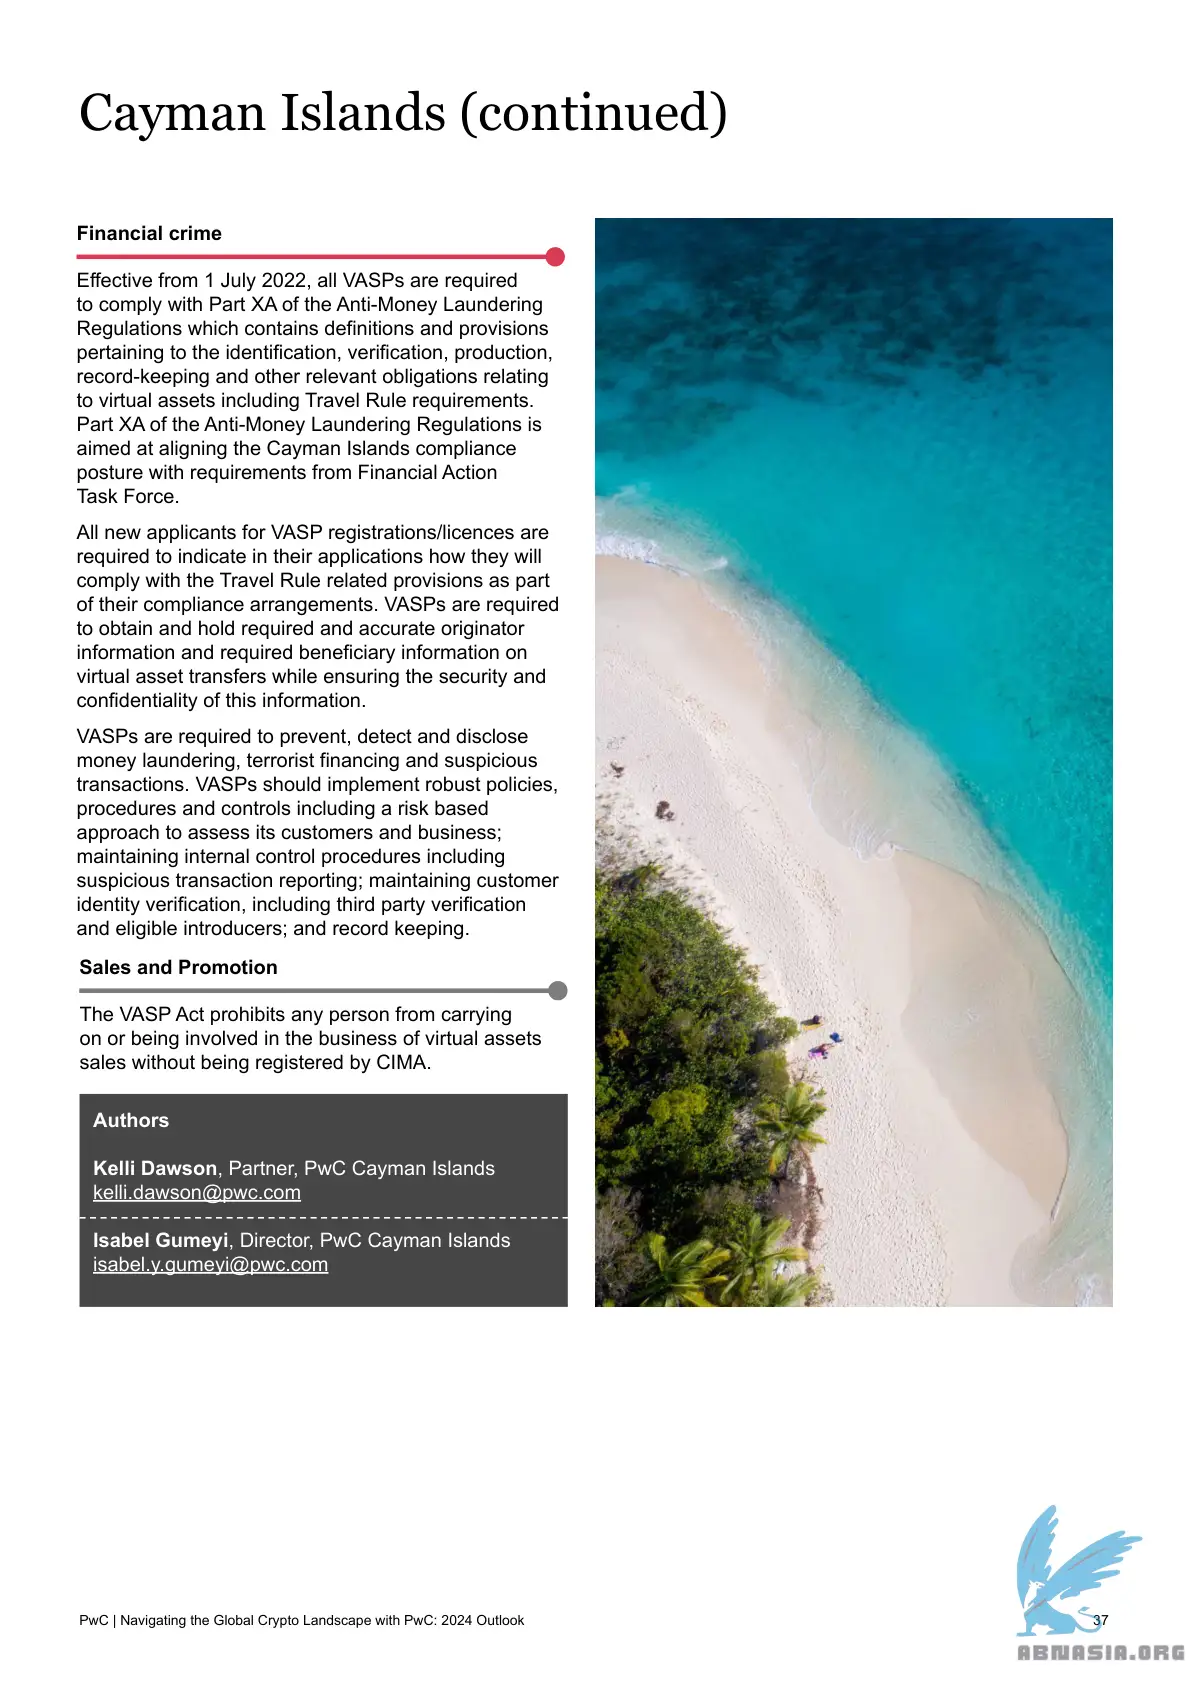 Cayman Islands (continued)
Financial crime
Effective from 1 July 2022, all VASPs are required
to comply with Part XA of the Anti-Money Laundering
Regulations which contains definitions and provisions
pertaining to the identification, verification, production,
record-keeping and other relevant obligations relating
to virtual assets including Travel Rule requirements.
Part XA of the Anti-Money Laundering Regulations is
aimed at aligning the Cayman Islands compliance
posture with requirements from Financial Action
Task Force.
All new applicants for VASP registrations/licences are
required to indicate in their applications how they will
comply with the Travel Rule related provisions as part
of their compliance arrangements. VASPs are required
to obtain and hold required and accurate originator
information and required beneficiary information on
virtual asset transfers while ensuring the security and
confidentiality of this information.
VASPs are required to prevent, detect and disclose
money laundering, terrorist financing and suspicious
transactions. VASPs should implement robust policies,
procedures and controls including a risk based
approach to assess its customers and business;
maintaining internal control procedures including
suspicious transaction reporting; maintaining customer
identity verification, including third party verification
and eligible introducers; and record keeping.
Sales and Promotion
The VASP Act prohibits any person from carrying
on or being involved in the business of virtual assets
sales without being registered by CIMA.
Authors
Kelli Dawson, Partner, PwC Cayman Islands
kelli.dawson@pwc.com
Isabel Gumeyi, Director, PwC Cayman Islands
isabel.y.gumeyi@pwc.com
PwC | Navigating the Global Crypto Landscape with PwC: 2024 Outlook
37
ABNASIA.ORG